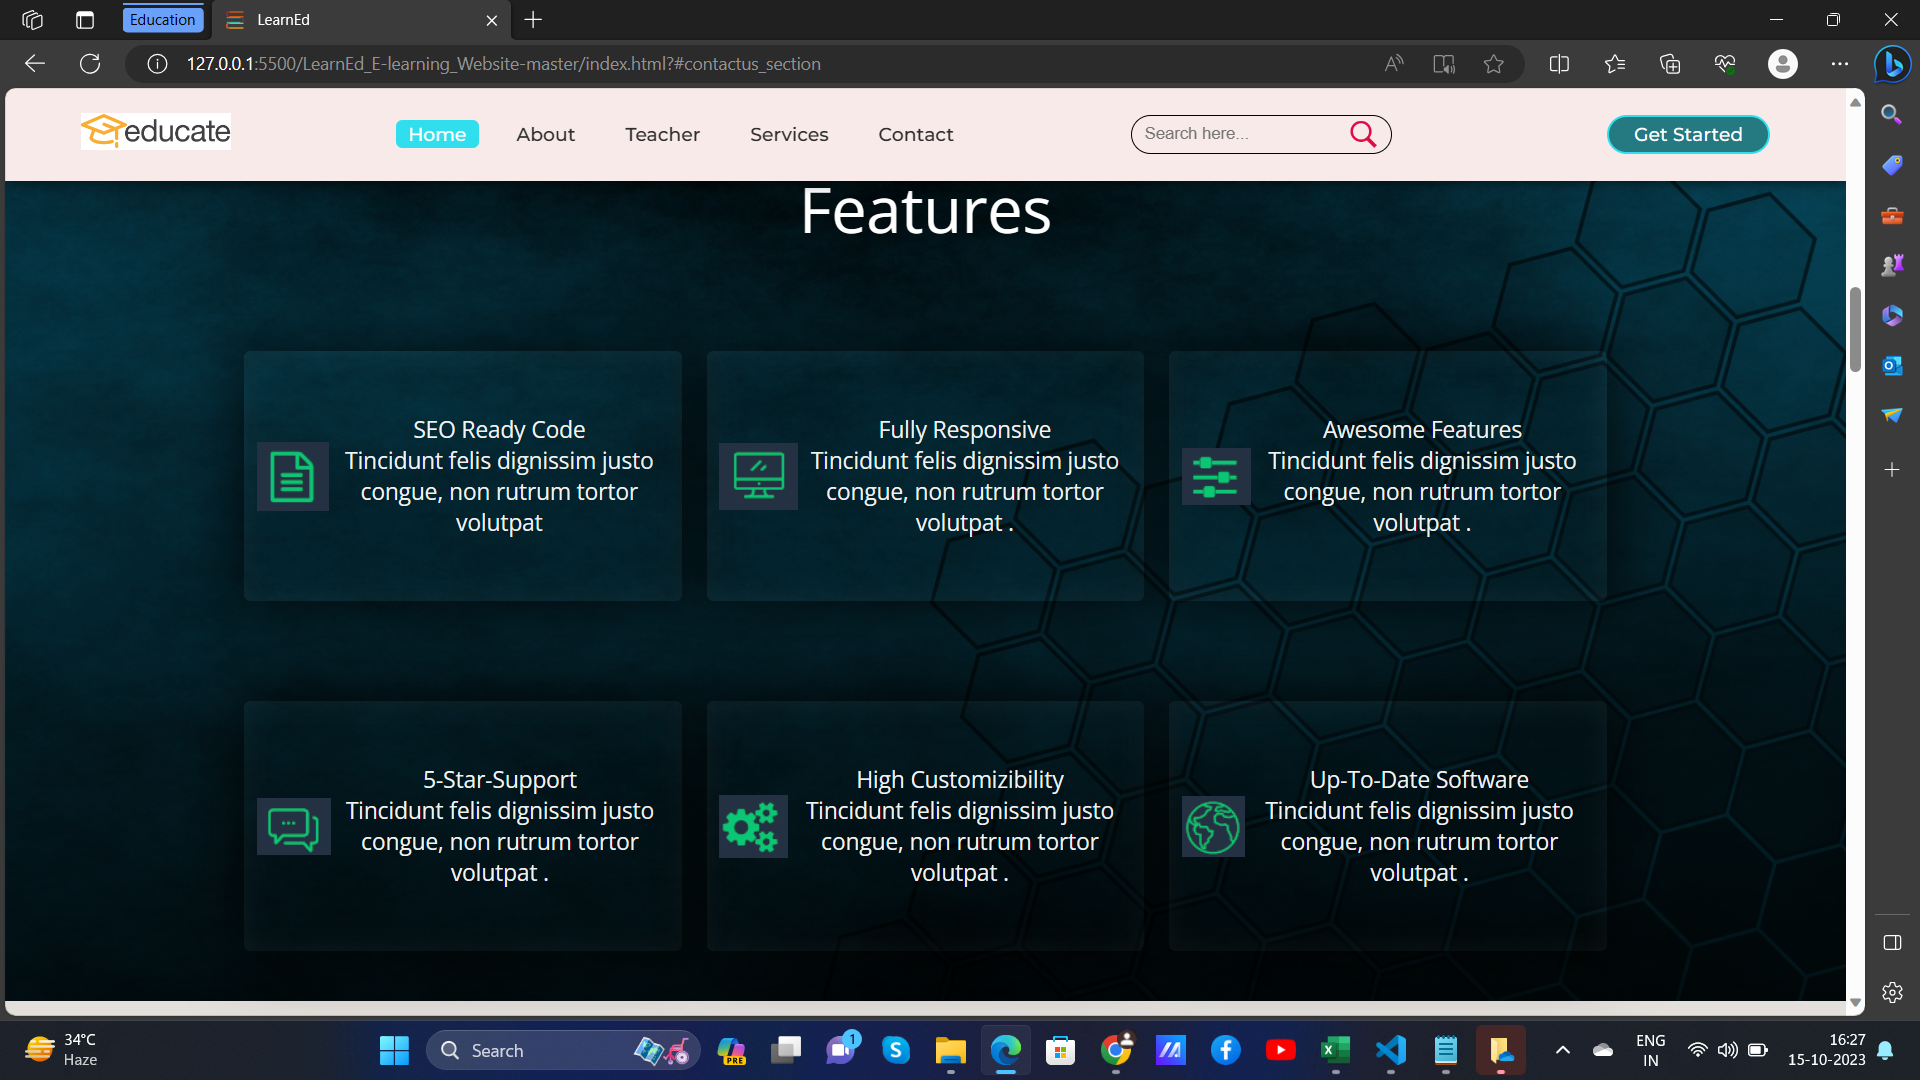 Education
LearnEd
127.0.0.1:5500/LearnEd_E-learning_Website-master/index.html?#contactus_section
educate
Home
About
Teacher
Services
Contact
Search here...
Get Started
Features
SEO Ready Code
Tincidunt felis dignissim justo
congue, non rutrum tortor
volutpat
Fully Responsive
Tincidunt felis dignissim justo
congue, non rutrum tortor
volutpat .
Awesome Features
Tincidunt felis dignissim justo
congue, non rutrum tortor
volutpat .
5-Star-Support
Tincidunt felis dignissim justo
congue, non rutrum tortor
volutpat .
High Customizibility
Tincidunt felis dignissim justo
congue, non rutrum tortor
volutpat .
Up-To-Date Software
Tincidunt felis dignissim justo
congue, non rutrum tortor
volutpat .
34°C
Haze
Search
PRE
1
ENG
IN
16:27
15-10-2023